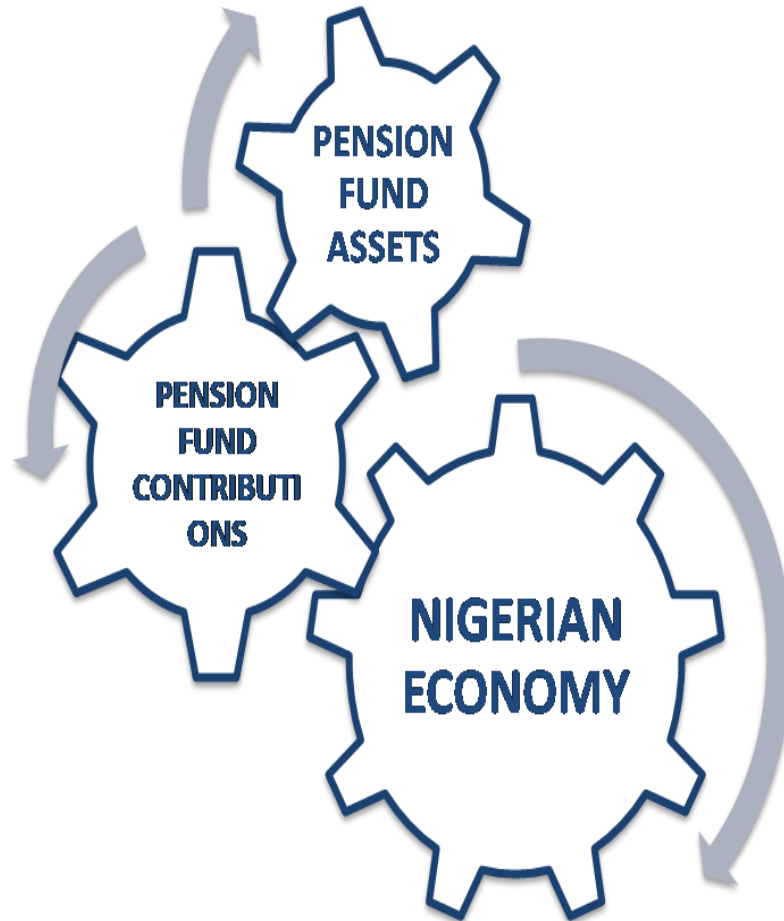 PENSION
FUND
ASSETS
PENSION
FUND
CONTRIBUTI
ONS
NIGERIAN
ECONOMY